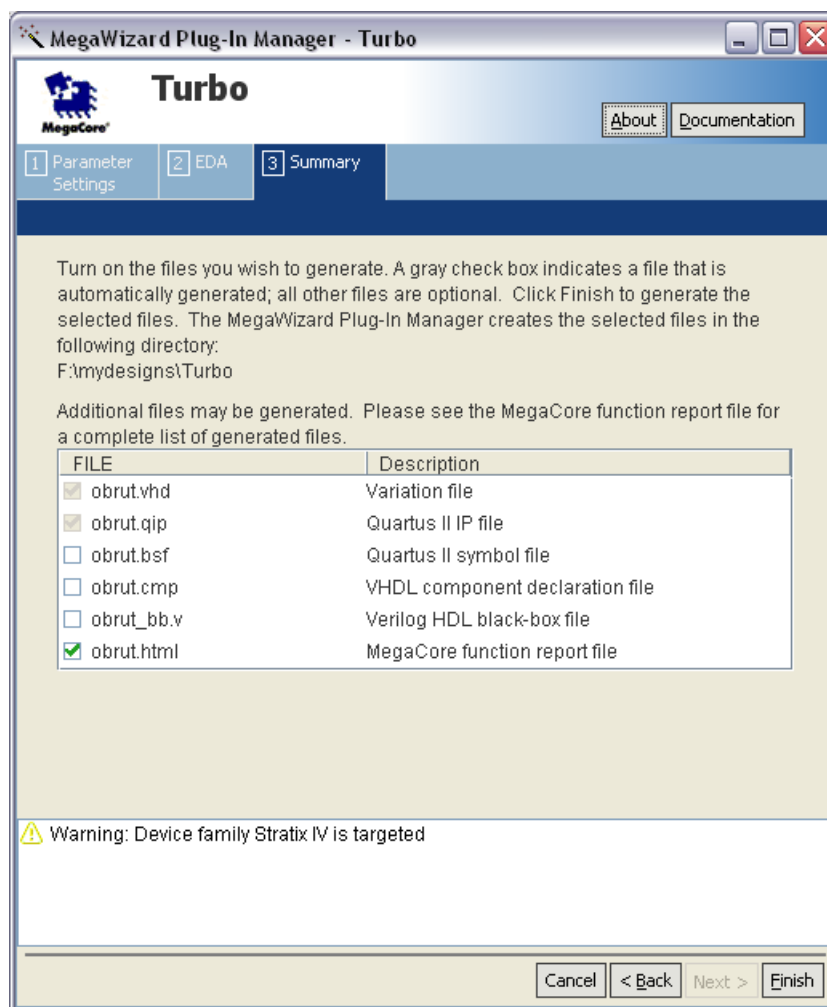 MegaWizard Plug-In Manager - Turbo
MegaCore®
Turbo
About Documentation
1 Parameter Settings
2 EDA
3 Summary
Turn on the files you wish to generate. A gray check box indicates a file that is
automatically generated; all other files are optional. Click Finish to generate the
selected files. The MegaWizard Plug-In Manager creates the selected files in the
following directory:
F:\mydesigns\Turbo
Additional files may be generated. Please see the MegaCore function report file for
a complete list of generated files.
FILE Description
obrut.vhd Variation file
obrut.qip Quartus II IP file
obrut.bsf Quartus II symbol file
obrut.cmp VHDL component declaration file
obrut_bb.v Verilog HDL black-box file
obrut.html MegaCore function report file
Warning: Device family Stratix IV is targeted
Cancel < Back Next > Finish